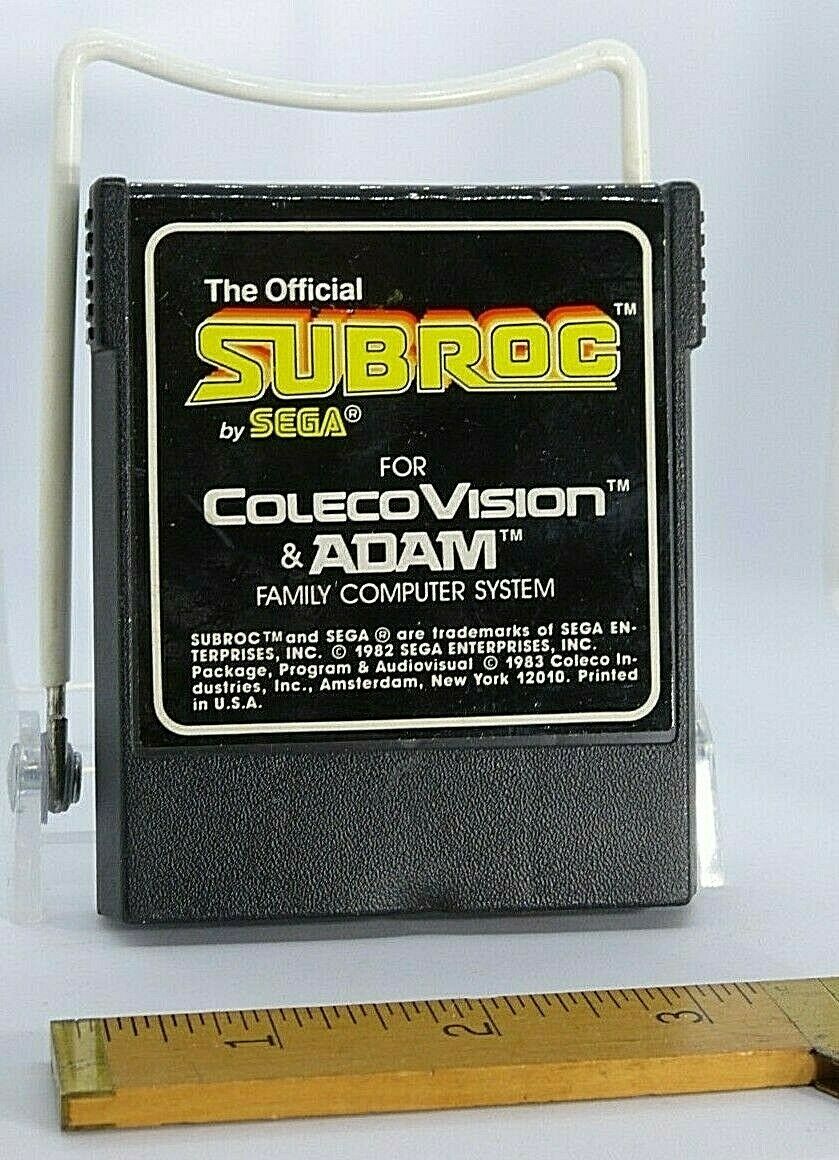 The Official
SUBROC™
by SEGA®
FOR
COLECOVISION™
& ADAM™
FAMILY COMPUTER SYSTEM
SUBROC™ and SEGA ® are trademarks of SEGA EN-
TERPRISES, INC. © 1982 SEGA ENTERPRISES, INC.
Package, Program & Audiovisual © 1983 Coleco In-
dustries, Inc., Amsterdam, New York 12010. Printed
in U.S.A.
1 2 3